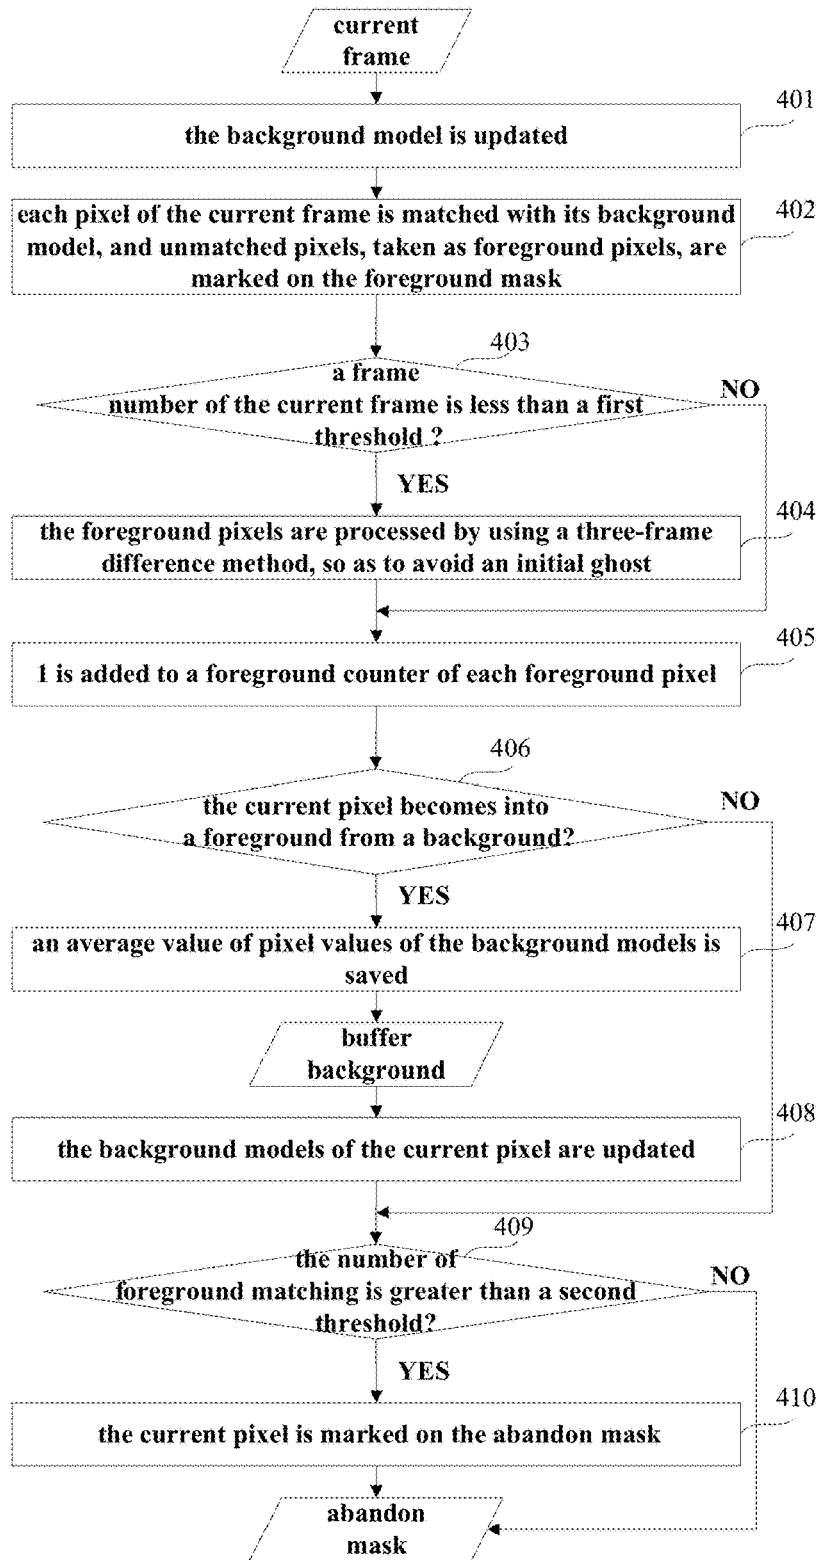 current
frame
401
the background model is updated
402
each pixel of the current frame is matched with its background
model, and unmatched pixels, taken as foreground pixels, are
marked on the foreground mask
403
a frame
number of the current frame is less than a first
threshold ?
NO
YES
404
the foreground pixels are processed by using a three-frame
difference method, so as to avoid an initial ghost
405
1 is added to a foreground counter of each foreground pixel
406
the current pixel becomes into
a foreground from a background?
NO
YES
407
an average value of pixel values of the background models is
saved
buffer
background
408
the background models of the current pixel are updated
409
the number of
foreground matching is greater than a second
threshold?
NO
YES
410
the current pixel is marked on the abandon mask
abandon
mask